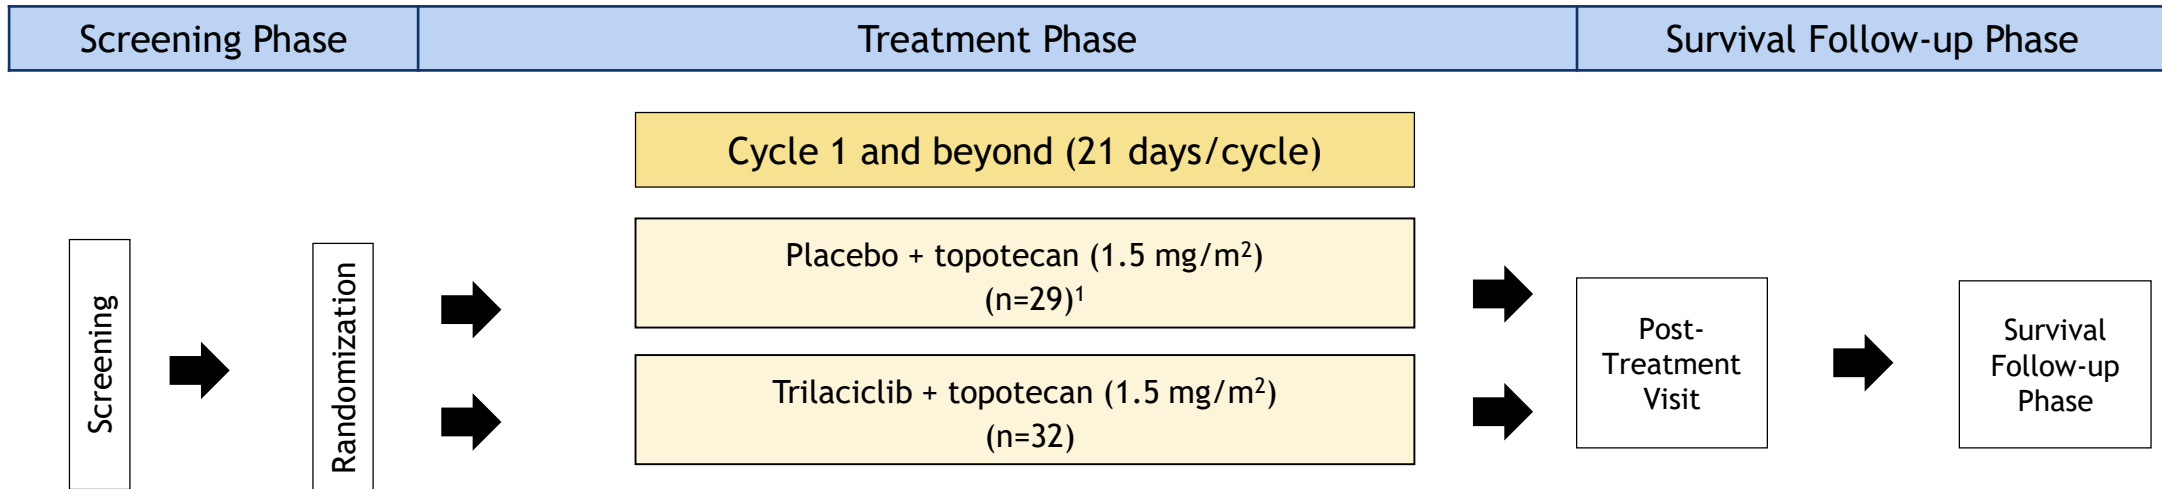 Screening Phase
Treatment Phase
Survival Follow-up Phase
Cycle 1 and beyond (21 days/cycle)
Screening
Randomization
Placebo + topotecan (1.5 mg/m²)
(n=29)¹
Trilaciclib + topotecan (1.5 mg/m²)
(n=32)
Post-
Treatment
Visit
Survival
Follow-up
Phase